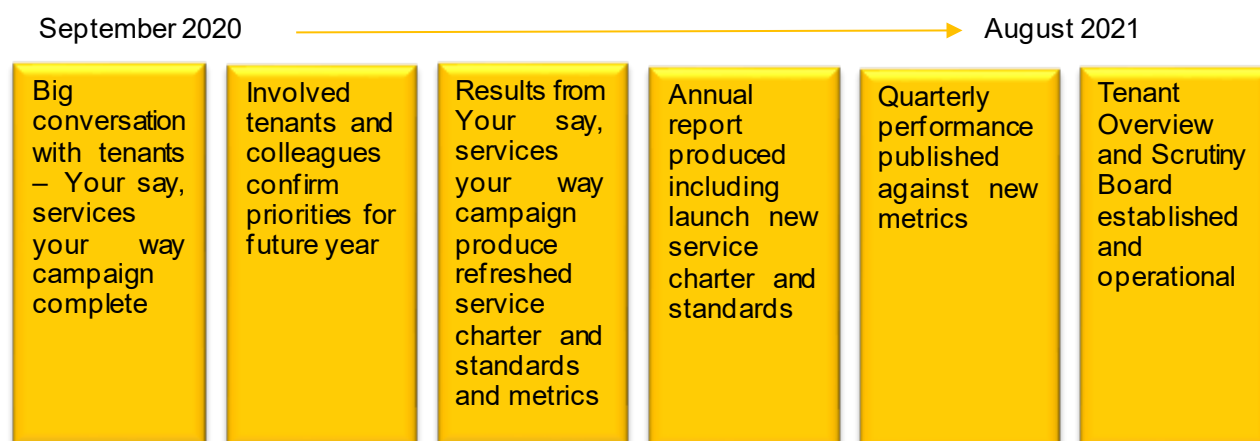 September 2020
August 2021
Big
conversation
with tenants
– Your say,
services
your way
campaign
complete
Involved
tenants and
colleagues
confirm
priorities for
future year
Results from
Your say,
services
your way
campaign
produce
refreshed
service
charter and
standards
and metrics
Annual
report
produced
including
launch new
service
charter and
standards
Quarterly
performance
published
against new
metrics
Tenant
Overview
and Scrutiny
Board
established
and
operational